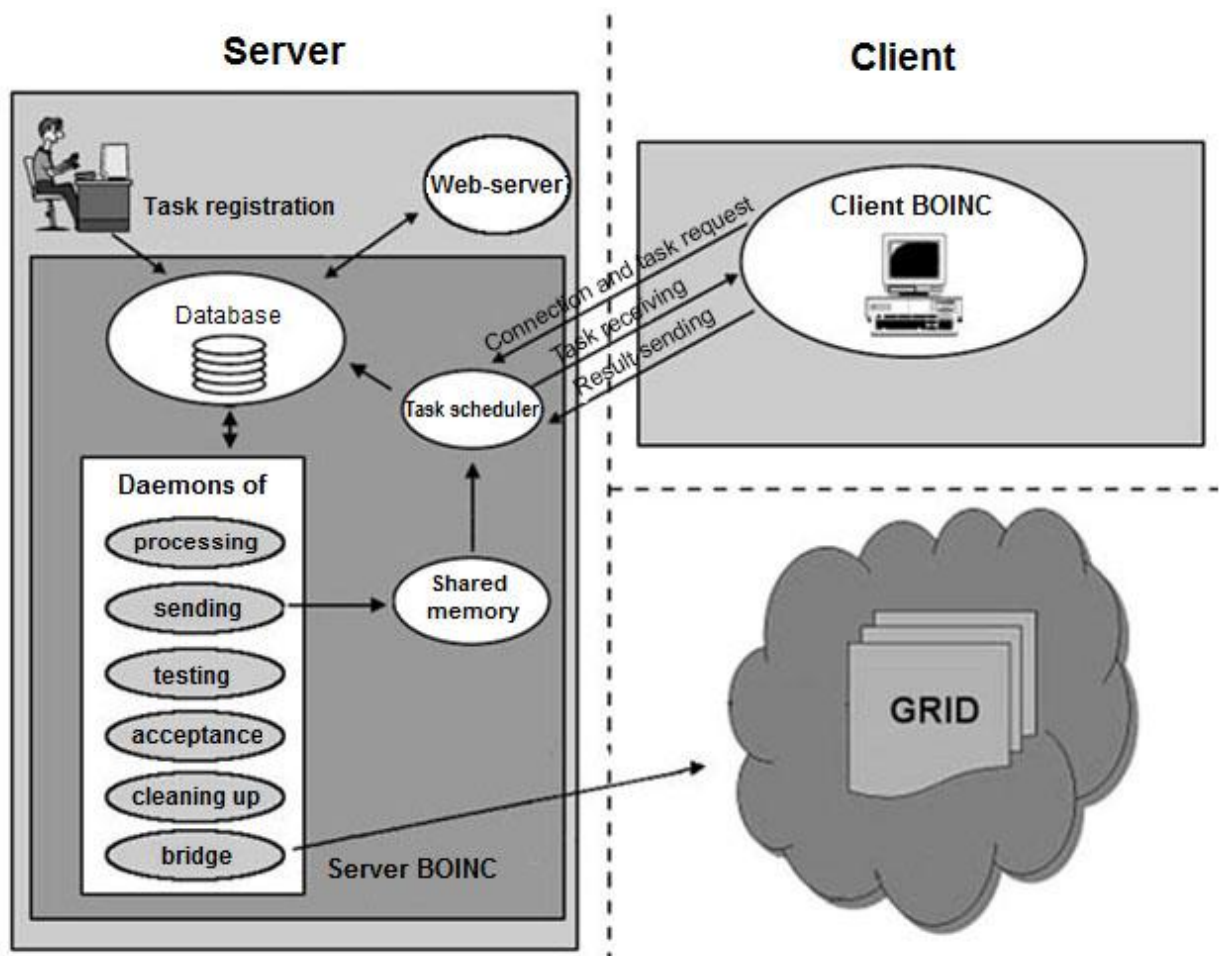 Server
Client
Task registration
Web-server
Client BOINC
Database
Connection and task request
Task receiving
Result sending
Task scheduler
Daemons of
processing
sending
testing
acceptance
cleaning up
bridge
Shared
memory
Server BOINC
GRID